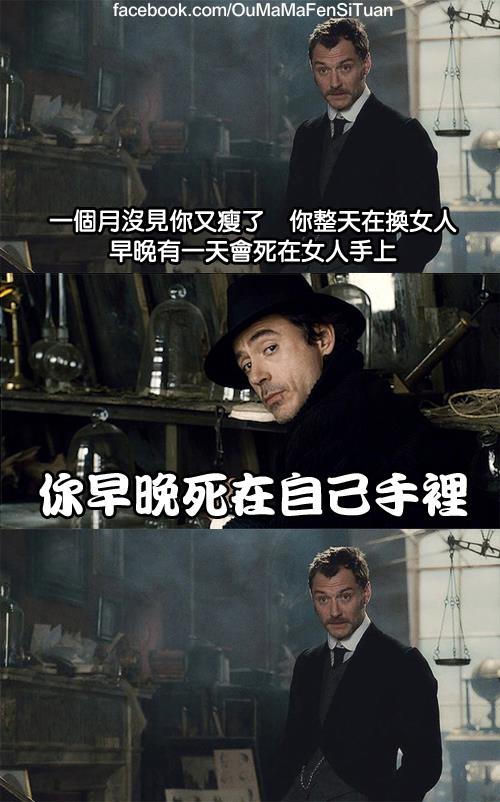 facebook.com/OuMaMaFenSiTuan
一個月沒見你又瘦了　你整天在換女人
早晚有一天會死在女人手上
你早晚死在自己手裡